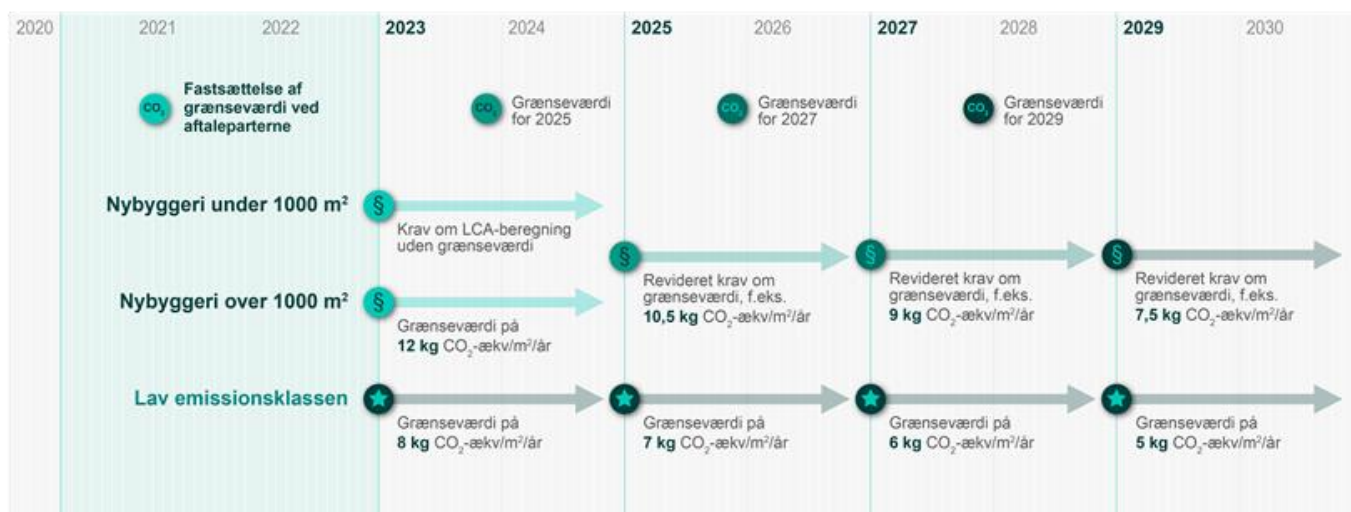 2020 2021 2022 2023 2024 2025 2026 2027 2028 2029 2030
CO₂
Fastsættelse af
grænseværdi ved
aftaleparterne
CO₂
Grænseværdi
for 2025
CO₂
Grænseværdi
for 2027
CO₂
Grænseværdi
for 2029
Nybyggeri under 1000 m²
§
Krav om LCA-beregning
uden grænseværdi
Nybyggeri over 1000 m²
§
Grænseværdi på
12 kg CO₂-ækv/m²/år
§
Revideret krav om
grænseværdi, f.eks.
10,5 kg CO₂-ækv/m²/år
§
Revideret krav om
grænseværdi, f.eks.
9 kg CO₂-ækv/m²/år
§
Revideret krav om
grænseværdi, f.eks.
7,5 kg CO₂-ækv/m²/år
Lav emissionsklassen
Grænseværdi på
8 kg CO₂-ækv/m²/år
Grænseværdi på
7 kg CO₂-ækv/m²/år
Grænseværdi på
6 kg CO₂-ækv/m²/år
Grænseværdi på
5 kg CO₂-ækv/m²/år